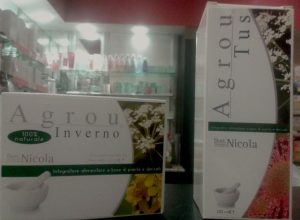 Agrou
100%
naturale
Inverno
Nicola
Integratore alimentare a base di piante e derivati
Agrou
Tus
Nicola